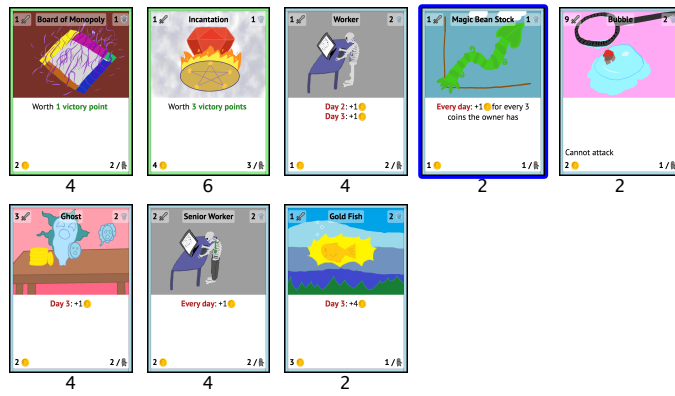 1 Board of Monopoly 1
Worth 1 victory point
2 2/
4
1 Incantation 1
Worth 3 victory points
4 3/
6
1 Worker 2
Day 2: +1
Day 3: +1
1 2/
4
1 Magic Bean Stock 1
Every day: +1 for every 3
coins the owner has
1 1/
2
9 Bubble 2
Cannot attack
2 1/
2
3 Ghost 2
Day 3: +1
2 2/
4
2 Senior Worker 2
Every day: +1
2 2/
4
1 Gold Fish 2
Day 3: +4
3 1/
2